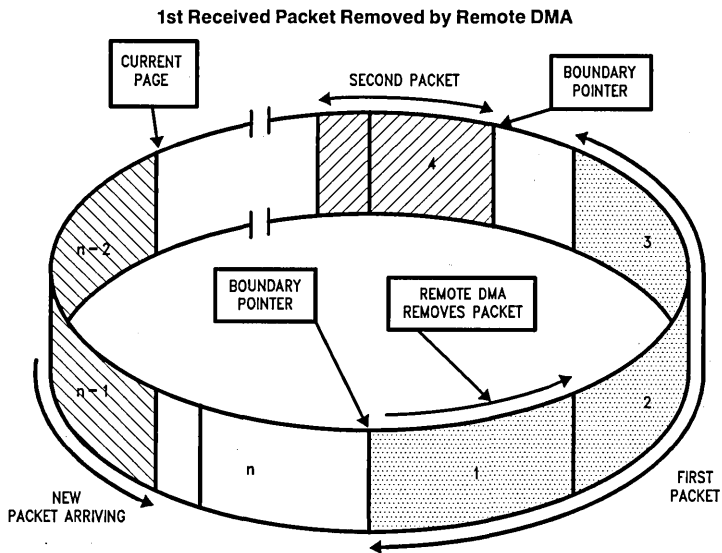 1st Received Packet Removed by Remote DMA
CURRENT
PAGE
SECOND PACKET
BOUNDARY
POINTER
4
n-2
3
BOUNDARY
POINTER
REMOTE DMA
REMOVES PACKET
n-1
2
n
1
NEW
PACKET ARRIVING
FIRST
PACKET